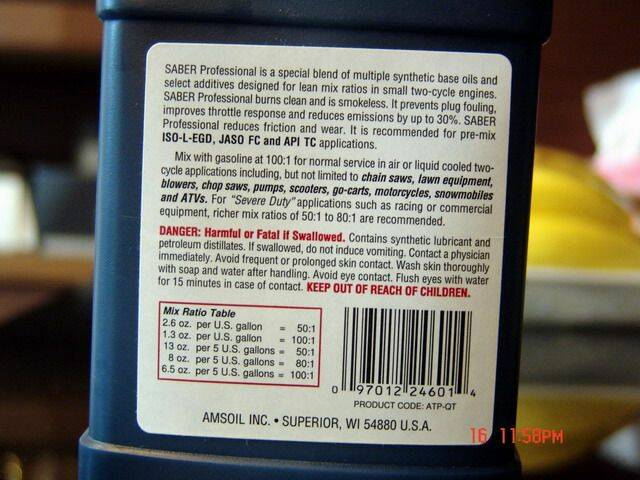 SABER Professional is a special blend of multiple synthetic base oils and
select additives designed for lean mix ratios in small two-cycle engines.
SABER Professional burns clean and is smokeless. It prevents plug fouling,
improves throttle response and reduces emissions by up to 30%. SABER
Professional reduces friction and wear. It is recommended for pre-mix
ISO-L-EGD, JASO FC and API TC applications.
Mix with gasoline at 100:1 for normal service in air or liquid cooled two-
cycle applications including, but not limited to chain saws, lawn equipment,
blowers, chop saws, pumps, scooters, go-carts, motorcycles, snowmobiles
and ATVs. For "Severe Duty" applications such as racing or commercial
equipment, richer mix ratios of 50:1 to 80:1 are recommended.
DANGER: Harmful or Fatal if Swallowed. Contains synthetic lubricant and
petroleum distillates. If swallowed, do not induce vomiting. Contact a physician
immediately. Avoid frequent or prolonged skin contact. Wash skin thoroughly
with soap and water after handling. Avoid eye contact. Flush eyes with water
for 15 minutes in case of contact. KEEP OUT OF REACH OF CHILDREN.
Mix Ratio Table
2.6 oz. per U.S. gallon = 50:1
1.3 oz. per U.S. gallon = 100:1
13 oz. per 5 U.S. gallons = 50:1
8 oz. per 5 U.S. gallons = 80:1
6.5 oz. per 5 U.S. gallons = 100:1
0 97012 24601 4
PRODUCT CODE: ATP-QT
AMSOIL INC. • SUPERIOR, WI 54880 U.S.A.
16 11:58PM